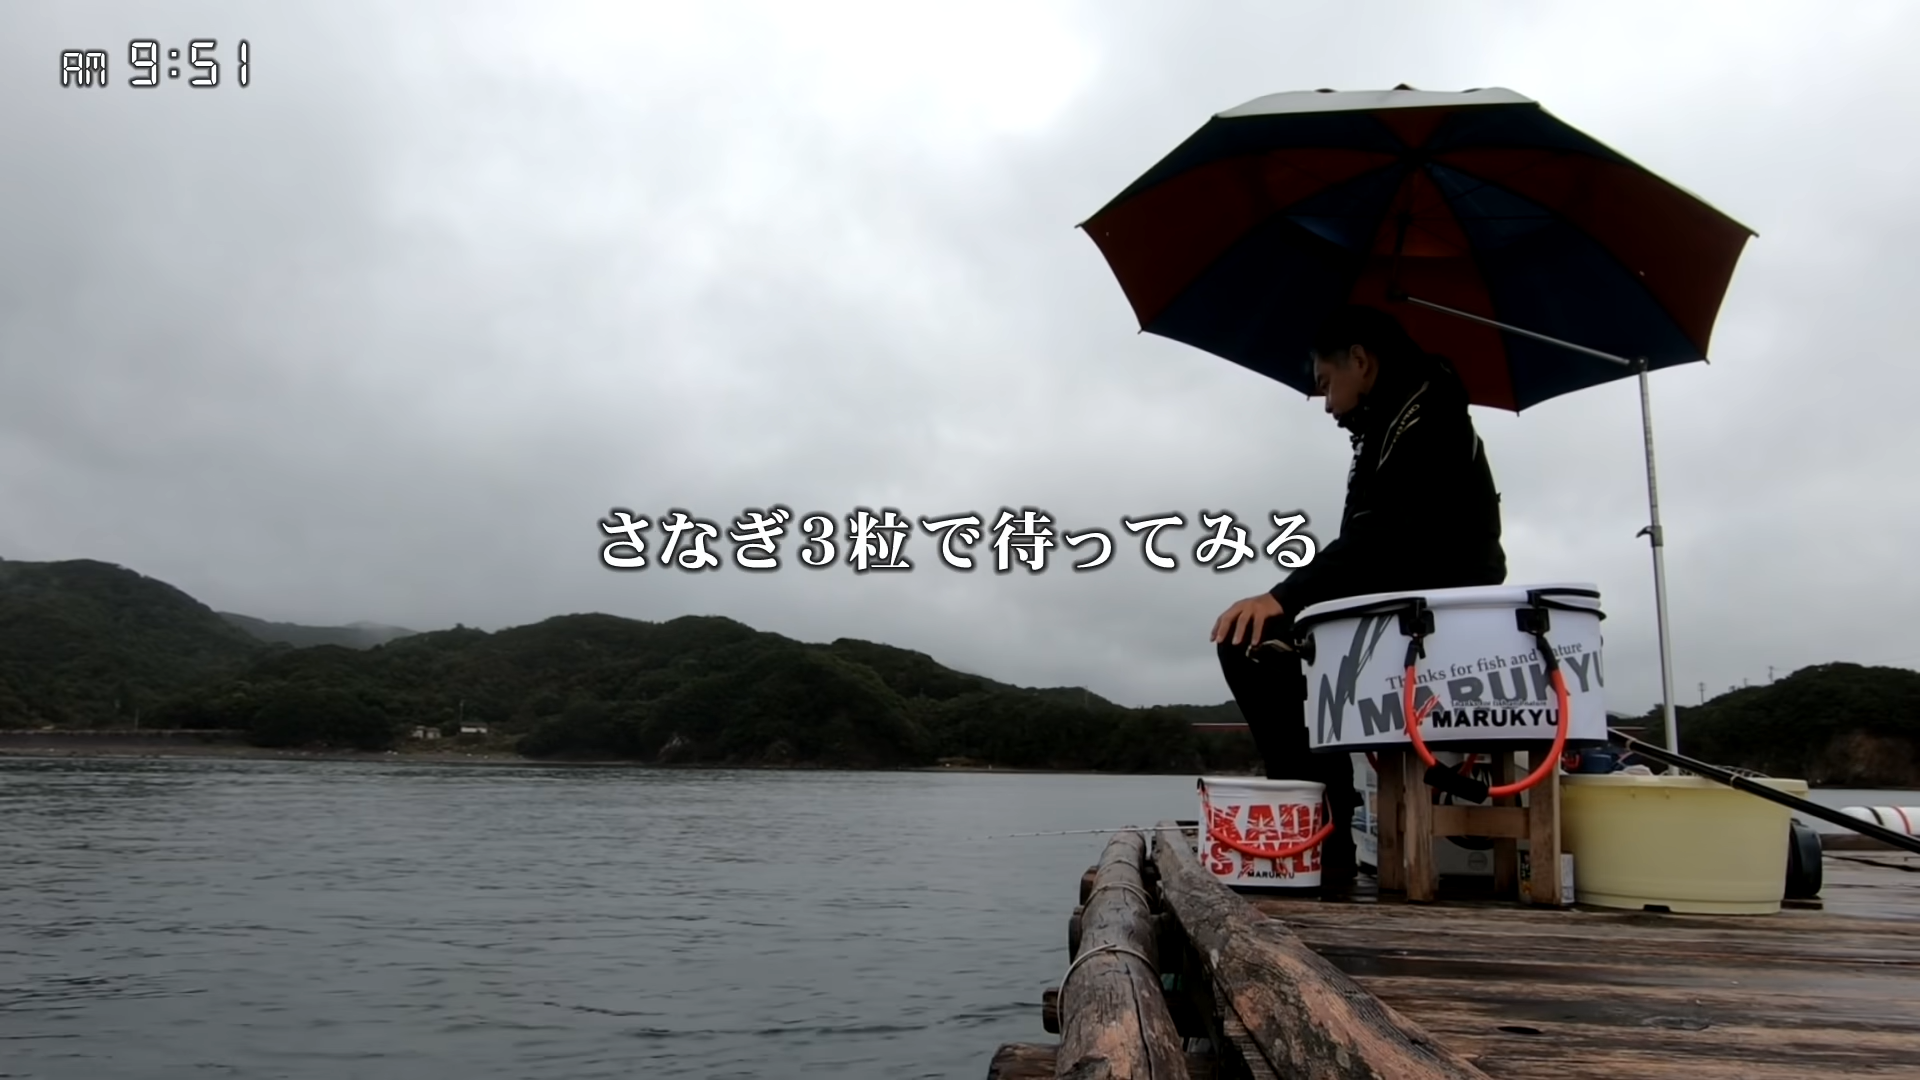 AM 9:51
さなぎ3粒で待ってみる
Thanks for fish and nature
MARUKYU
MARUKYU
STYLE
MARUKYU